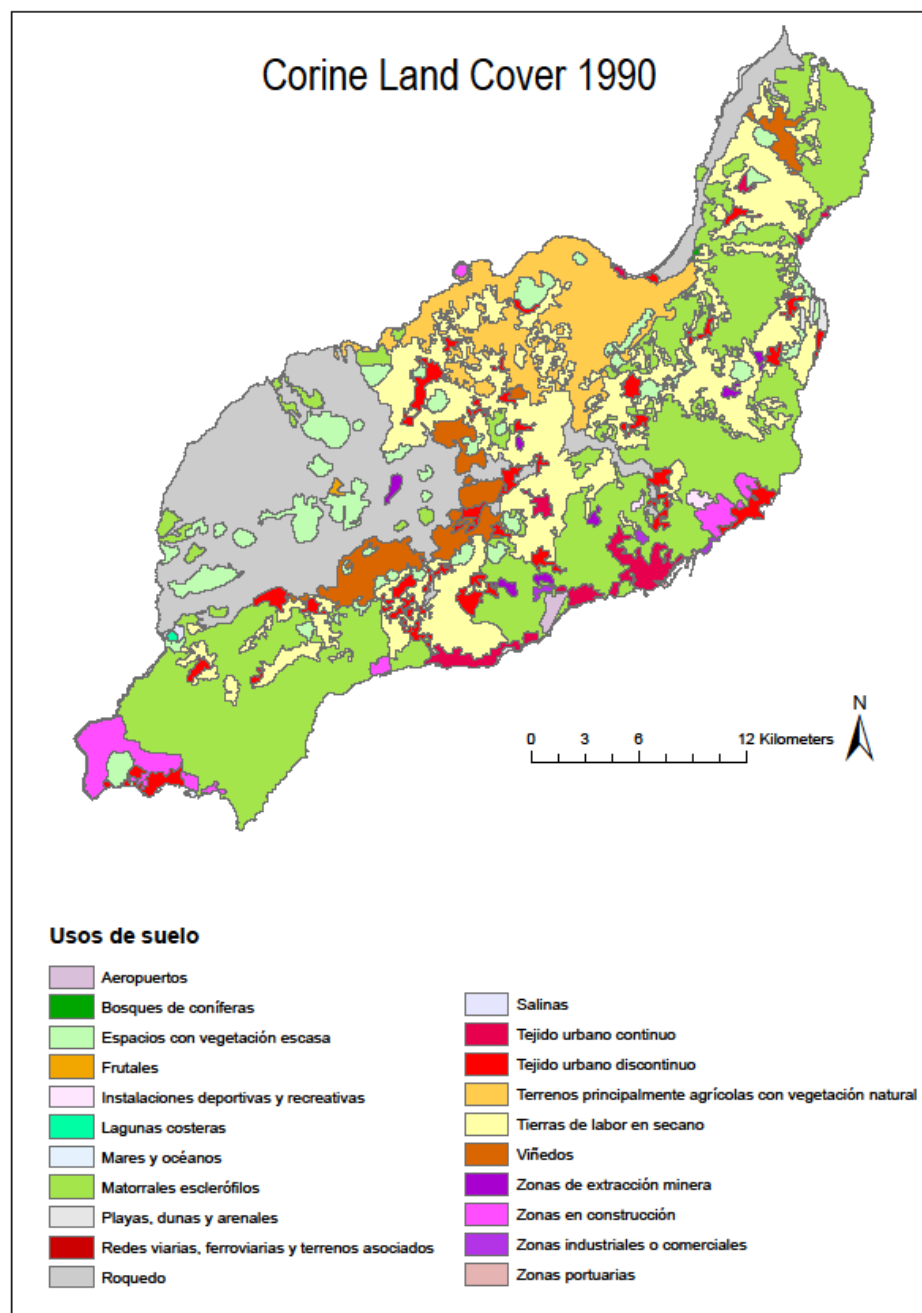 Corine Land Cover 1990
N
0 3 6 12 Kilometers
Usos de suelo
Aeropuertos
Bosques de coníferas
Espacios con vegetación escasa
Frutales
Instalaciones deportivas y recreativas
Lagunas costeras
Mares y océanos
Matorrales esclerófilos
Playas, dunas y arenales
Redes viarias, ferroviarias y terrenos asociados
Roquedo
Salinas
Tejido urbano continuo
Tejido urbano discontinuo
Terrenos principalmente agrícolas con vegetación natural
Tierras de labor en secano
Viñedos
Zonas de extracción minera
Zonas en construcción
Zonas industriales o comerciales
Zonas portuarias